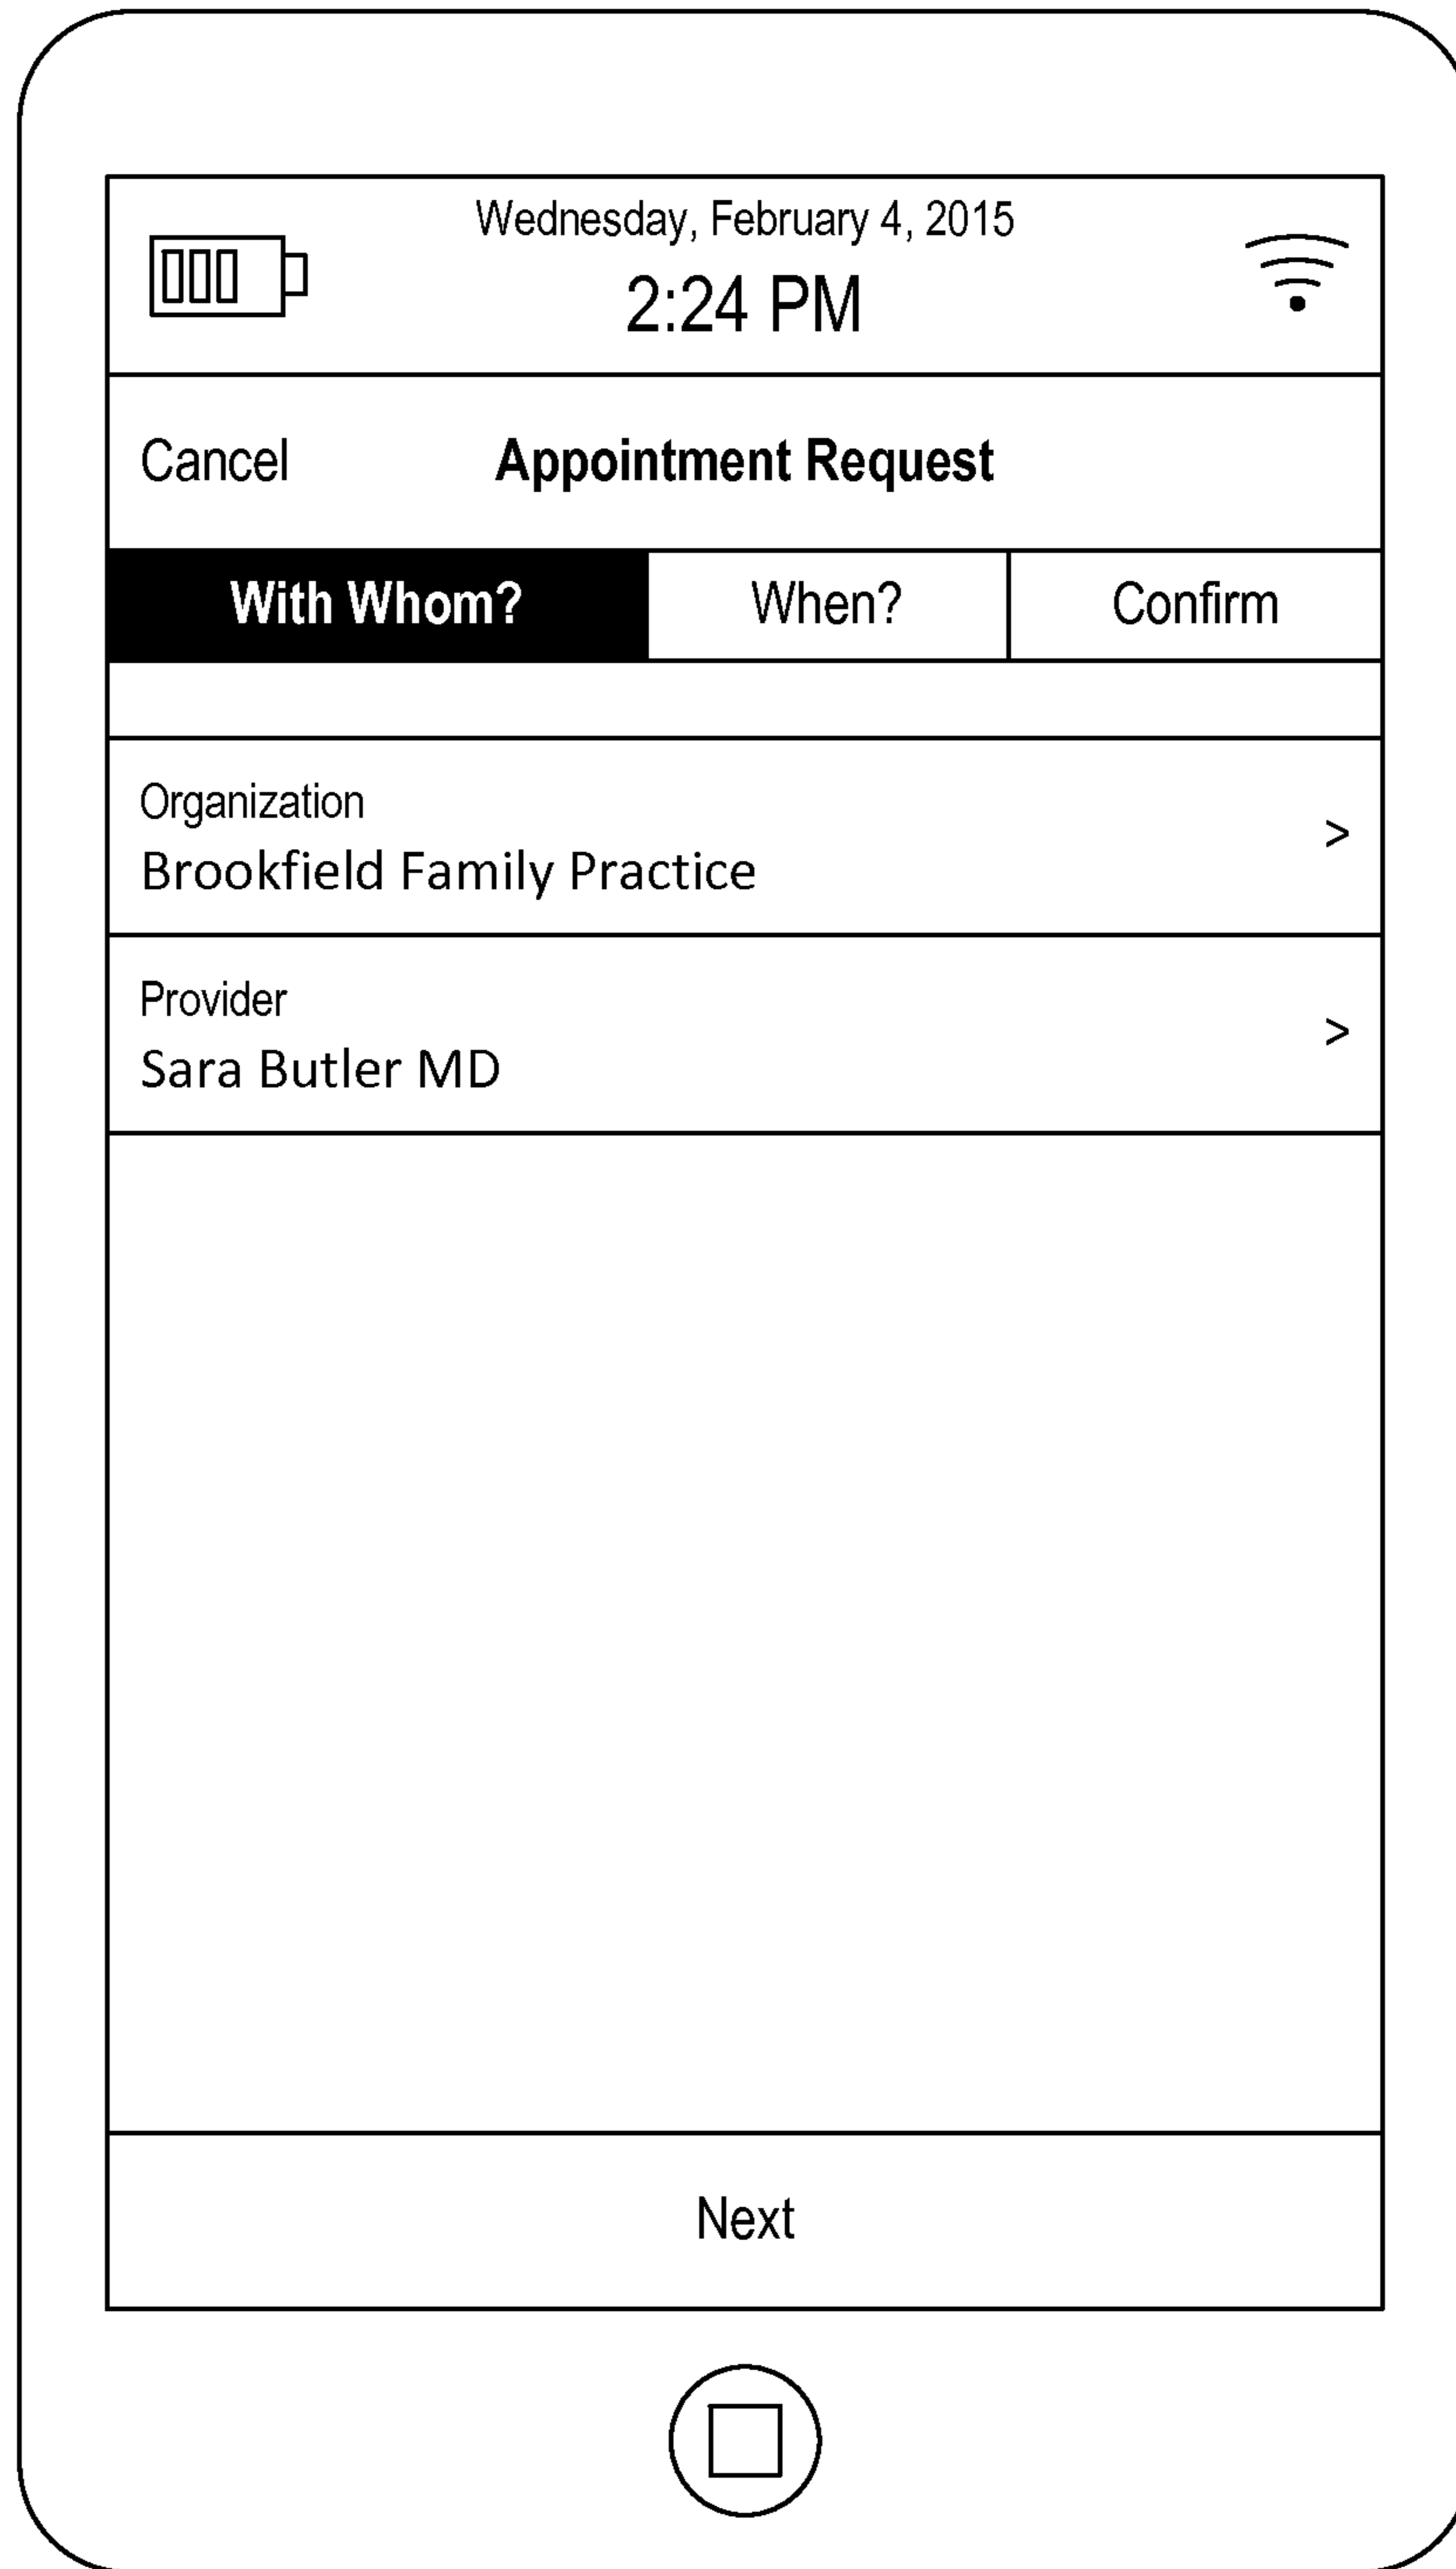 Wednesday, February 4, 2015
2:24 PM
Cancel Appointment Request
With Whom? When? Confirm
Organization
Brookfield Family Practice
>
Provider
Sara Butler MD
>
Next